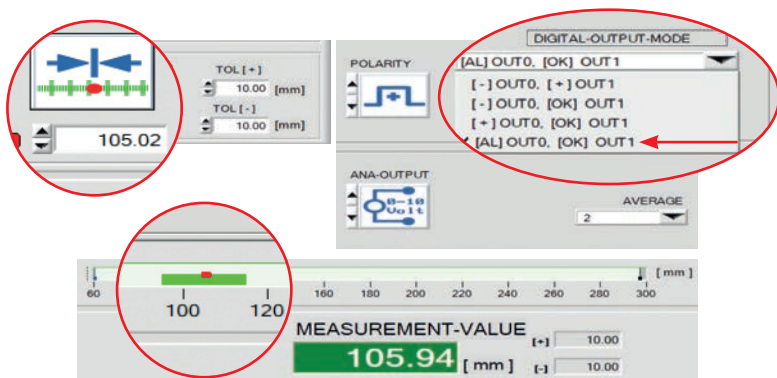 TOL [+]
10.00 [mm]
TOL [-]
10.00 [mm]
105.02
DIGITAL-OUTPUT-MODE
POLARITY
[AL] OUT0, [OK] OUT1
[-] OUT0, [+] OUT1
[-] OUT0, [OK] OUT1
[+] OUT0, [OK] OUT1
[AL] OUT0, [OK] OUT1
ANA-OUTPUT
0-10
Volt
AVERAGE
2
[mm]
60 100 120 160 180 200 220 240 260 280 300
MEASUREMENT-VALUE
[+] 10.00
105.94 [mm]
[-] 10.00